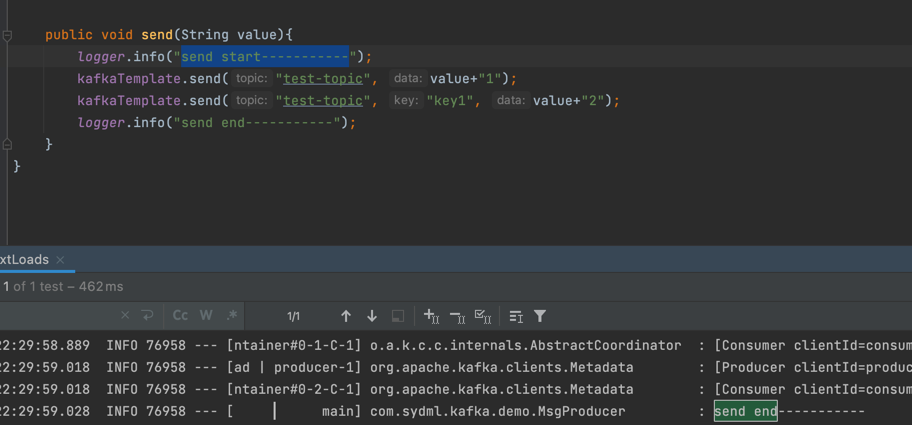 public void send(String value){
logger.info("send start-----------");
kafkaTemplate.send( topic: "test-topic", data: value+"1");
kafkaTemplate.send( topic: "test-topic", key: "key1", data: value+"2");
logger.info("send end-----------");
}
}
xtLoads ×
1 of 1 test – 462 ms
Cc W .* 1/1
22:29:58.889 INFO 76958 --- [ntainer#0-1-C-1] o.a.k.c.c.internals.AbstractCoordinator : [Consumer clientId=consum
22:29:59.018 INFO 76958 --- [ad | producer-1] org.apache.kafka.clients.Metadata : [Producer clientId=produc
22:29:59.018 INFO 76958 --- [ntainer#0-2-C-1] org.apache.kafka.clients.Metadata : [Consumer clientId=consum
22:29:59.028 INFO 76958 --- [ main] com.sydml.kafka.demo.MsgProducer : send end-----------